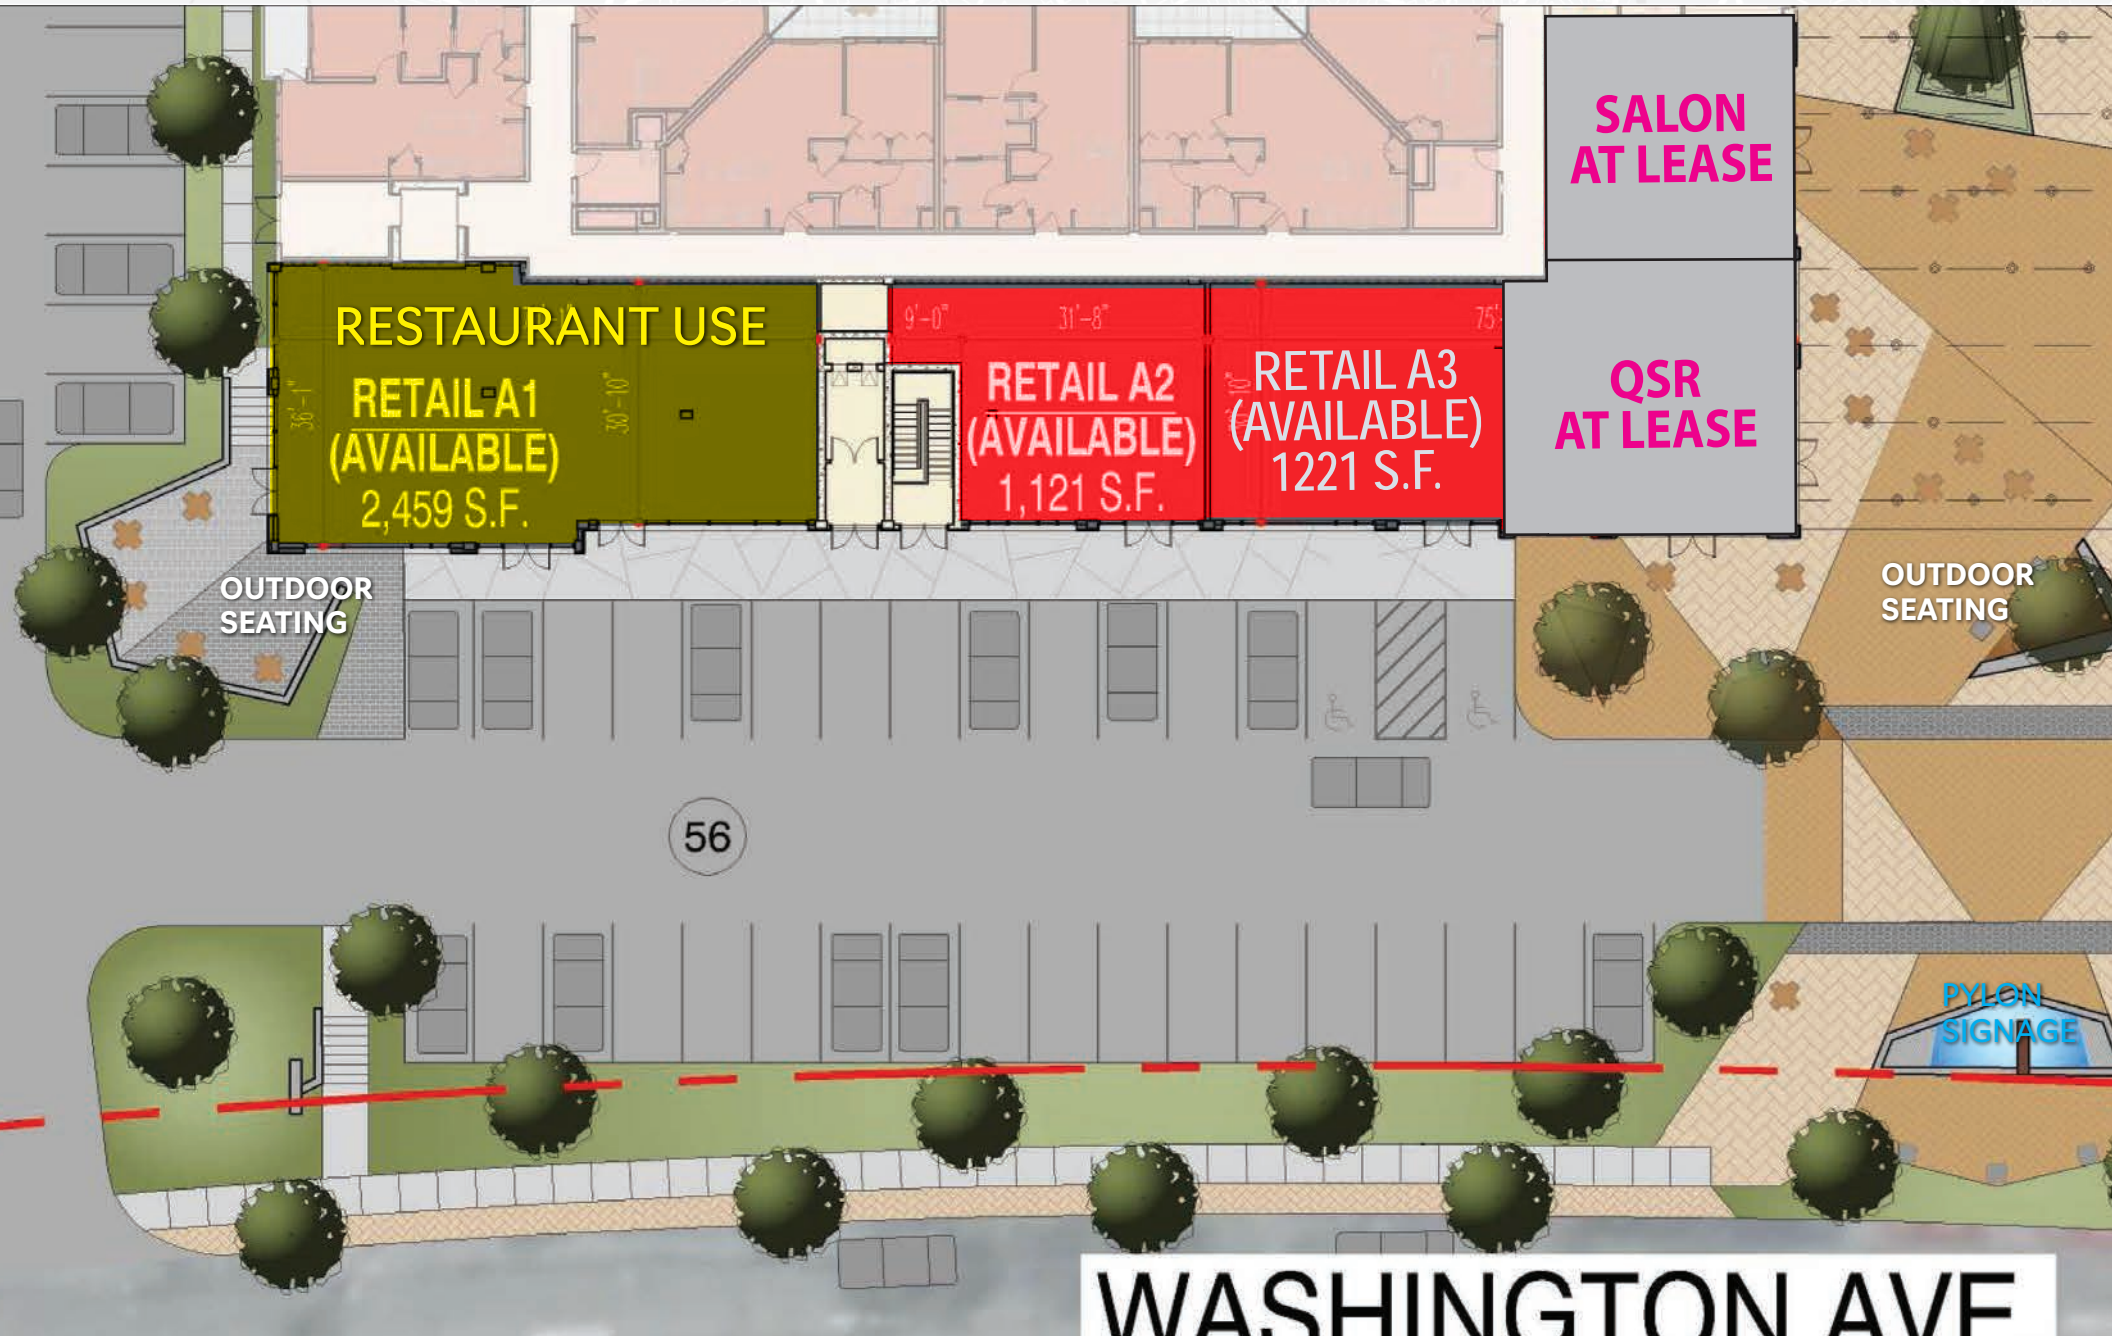 SALON
AT LEASE
RESTAURANT USE
RETAIL A1
(AVAILABLE)
2,459 S.F.
36'-1"
30'-10"
9'-0"
31'-8"
RETAIL A2
(AVAILABLE)
1,121 S.F.
75'
RETAIL A3
(AVAILABLE)
1221 S.F.
QSR
AT LEASE
OUTDOOR
SEATING
OUTDOOR
SEATING
56
PYLON
SIGNAGE
WASHINGTON AVE